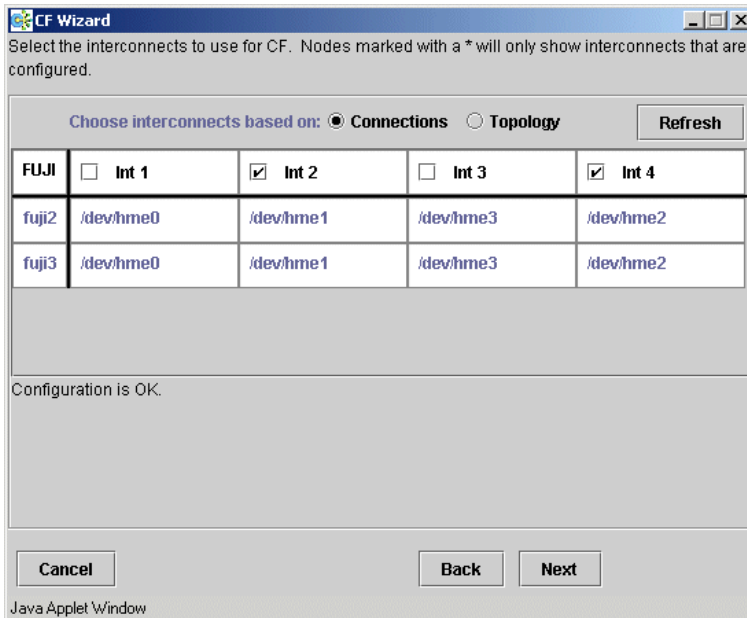 CF Wizard
Select the interconnects to use for CF. Nodes marked with a * will only show interconnects that are
configured.
Choose interconnects based on: Connections Topology Refresh
FUJI Int 1 Int 2 Int 3 Int 4
fuji2 /dev/hme0 /dev/hme1 /dev/hme3 /dev/hme2
fuji3 /dev/hme0 /dev/hme1 /dev/hme3 /dev/hme2
Configuration is OK.
Cancel Back Next
Java Applet Window